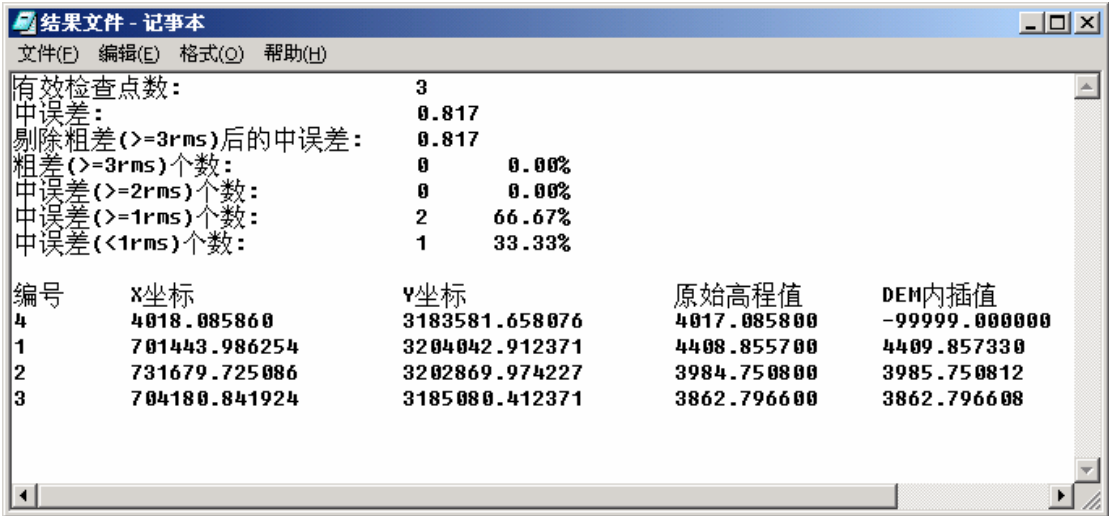 结果文件 - 记事本
文件(F) 编辑(E) 格式(O) 帮助(H)
有效检查点数: 3
中误差: 0.817
剔除粗差(>=3rms)后的中误差: 0.817
粗差(>=3rms)个数: 0 0.00%
中误差(>=2rms)个数: 0 0.00%
中误差(>=1rms)个数: 2 66.67%
中误差(<1rms)个数: 1 33.33%
编号 X坐标 Y坐标 原始高程值 DEM内插值
4 4018.085860 3183581.658076 4017.085800 -99999.000000
1 701443.986254 3204042.912371 4408.855700 4409.857330
2 731679.725086 3202869.974227 3984.750800 3985.750812
3 704180.841924 3185080.412371 3862.796600 3862.796608